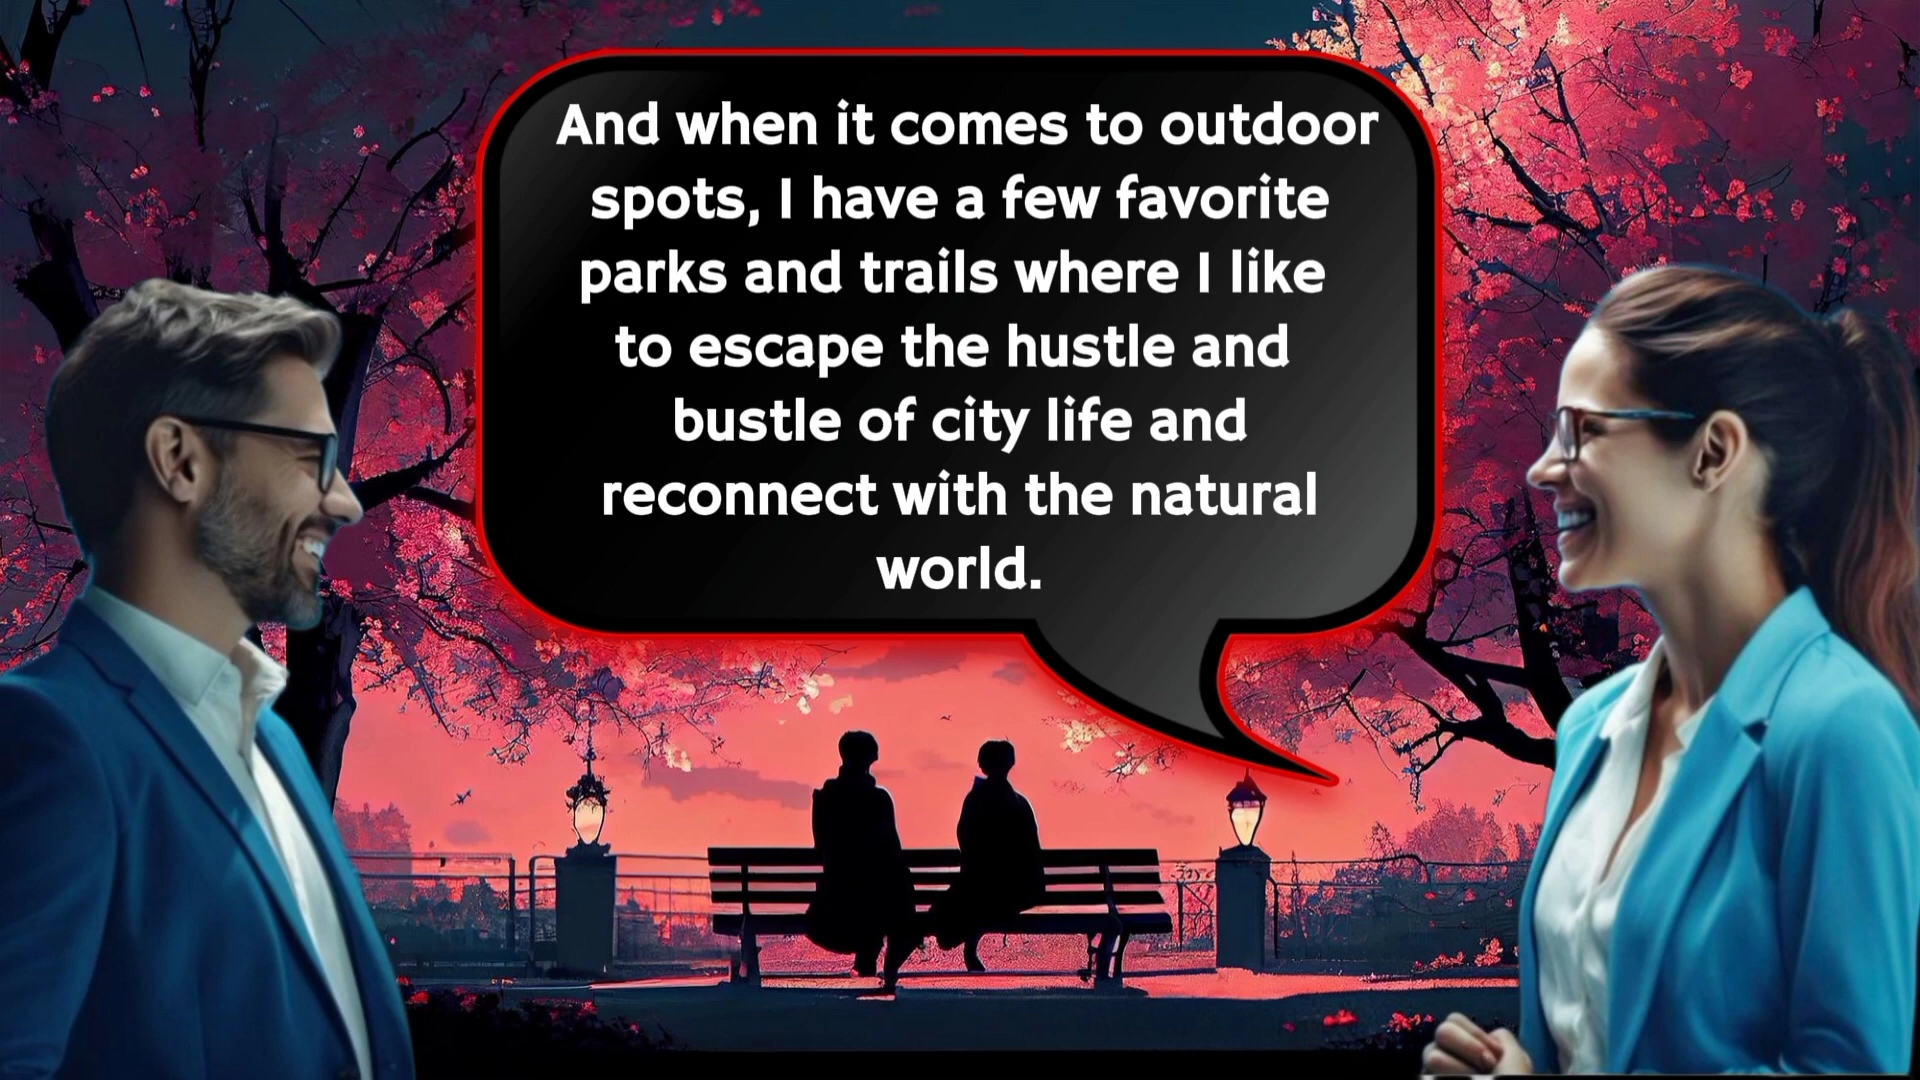 And when it comes to outdoor
spots, I have a few favorite
parks and trails where I like
to escape the hustle and
bustle of city life and
reconnect with the natural
world.